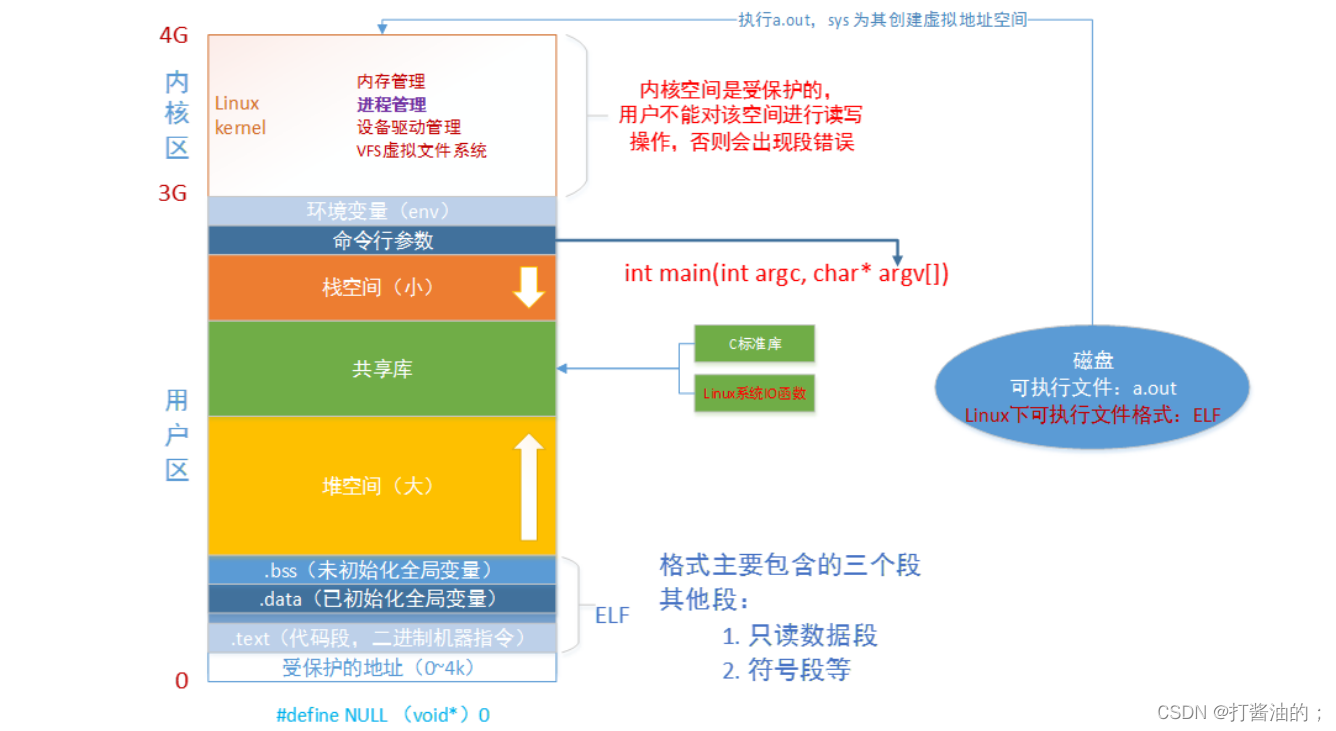 执行a.out，sys 为其创建虚拟地址空间
4G
内核区
Linux kernel
内存管理
进程管理
设备驱动管理
VFS虚拟文件系统
内核空间是受保护的，
用户不能对该空间进行读写
操作，否则会出现段错误
3G
环境变量（env）
命令行参数
int main(int argc, char* argv[])
栈空间（小）
共享库
C标准库
Linux系统IO函数
磁盘
可执行文件：a.out
Linux下可执行文件格式：ELF
用户区
堆空间（大）
.bss（未初始化全局变量）
.data（已初始化全局变量）
.text（代码段，二进制机器指令）
ELF
格式主要包含的三个段
其他段：
1. 只读数据段
2. 符号段等
受保护的地址（0~4k）
0
#define NULL （void*）0
CSDN @打酱油的；